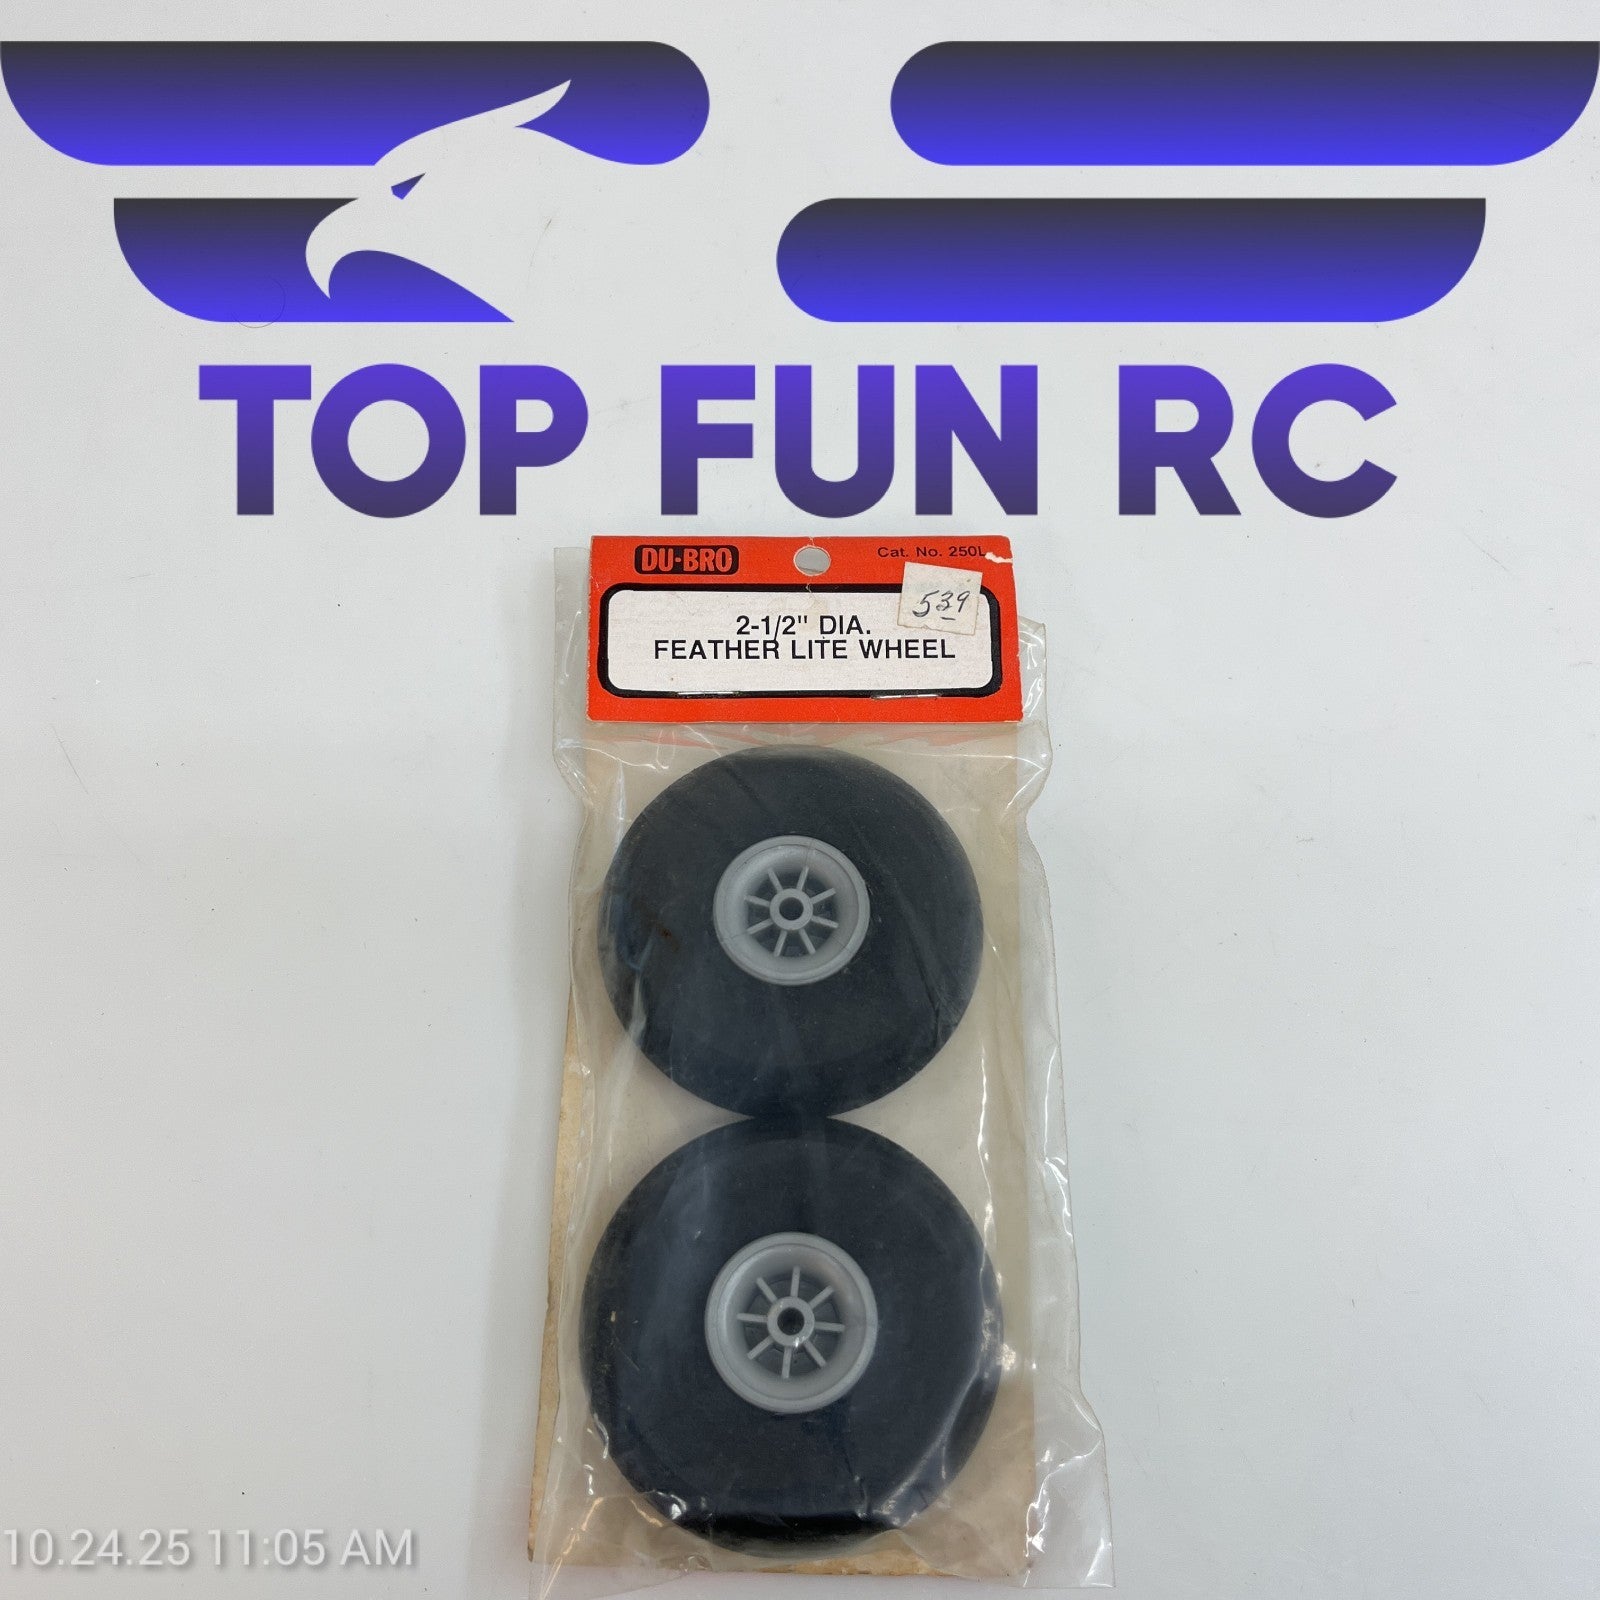 TOP FUN RC
DU-BRO
Cat. No. 250L
539
2-1/2" DIA.
FEATHER LITE WHEEL
10.24.25 11:05 AM